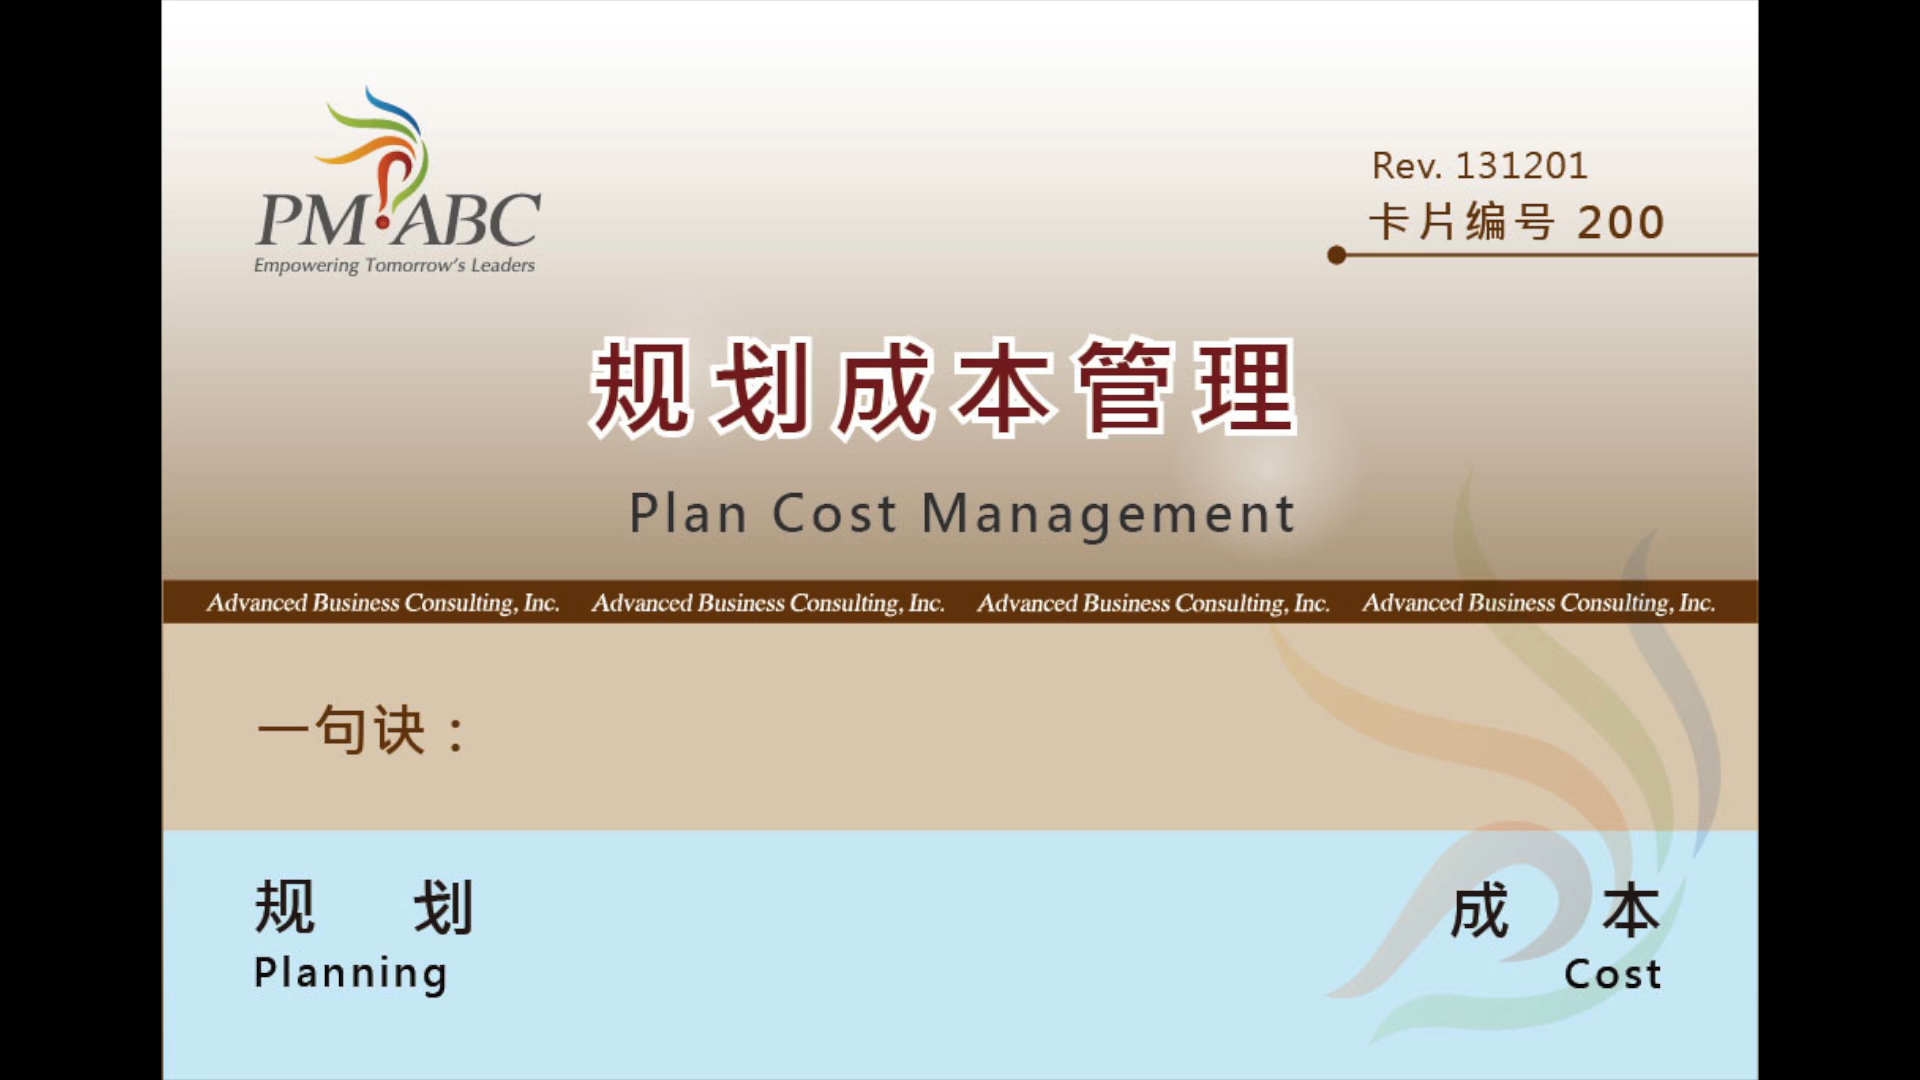 PM ABC
Empowering Tomorrow's Leaders
Rev. 131201
卡片编号 200
规划成本管理
Plan Cost Management
Advanced Business Consulting, Inc. Advanced Business Consulting, Inc. Advanced Business Consulting, Inc. Advanced Business Consulting, Inc.
一句诀：
规 划
Planning
成 本
Cost